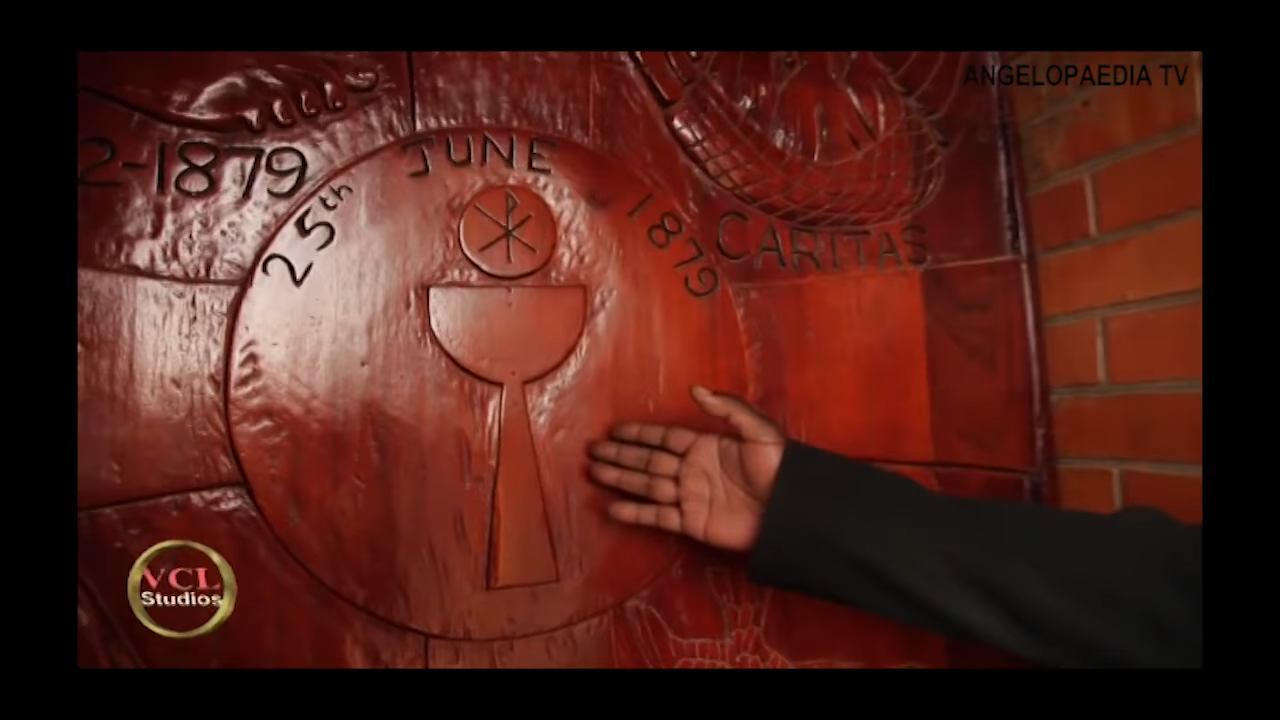 ANGELOPAEDIA TV
2-1879
25th JUNE 1879
CARITAS
VCL
Studios